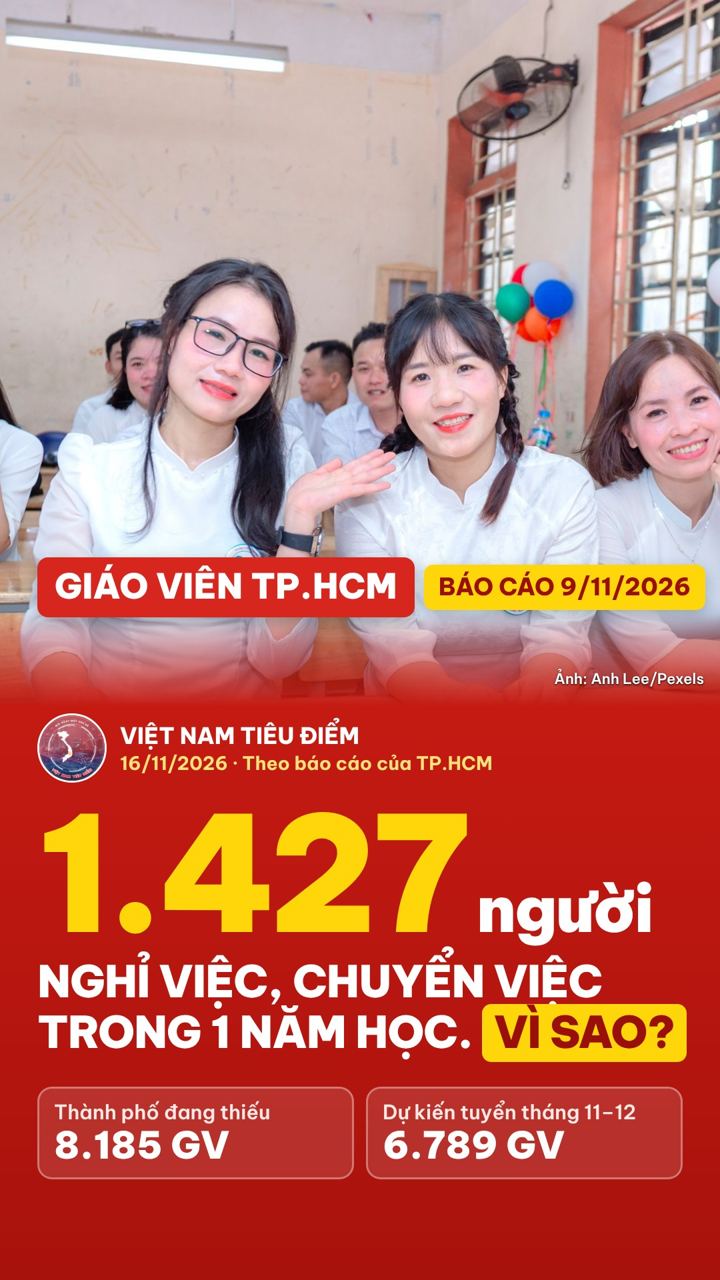 GIÁO VIÊN TP.HCM
BÁO CÁO 9/11/2026
Ảnh: Anh Lee/Pexels
VIỆT NAM TIÊU ĐIỂM
16/11/2026 · Theo báo cáo của TP.HCM
1.427 người
NGHỈ VIỆC, CHUYỂN VIỆC
TRONG 1 NĂM HỌC. VÌ SAO?
Thành phố đang thiếu
8.185 GV
Dự kiến tuyển tháng 11–12
6.789 GV